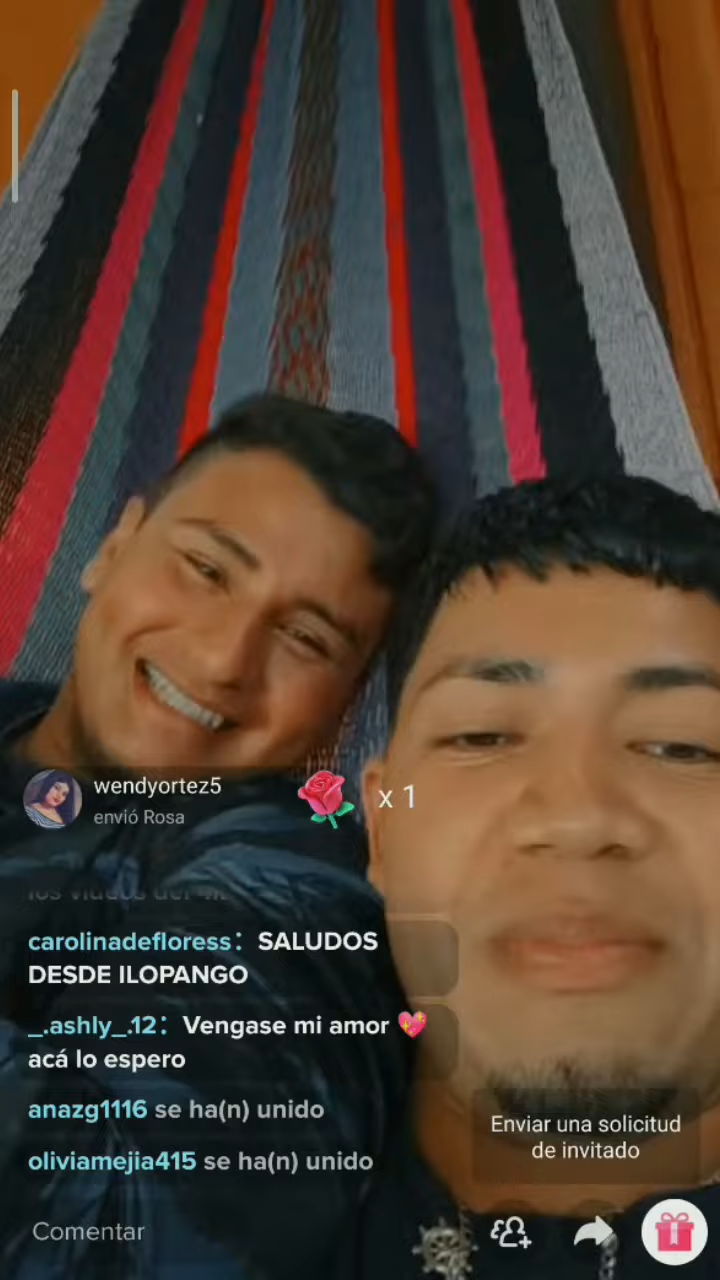 wendyortez5
envió Rosa
x 1
carolinadefloress: SALUDOS
DESDE ILOPANGO
_.ashly_.12: Vengase mi amor 💖
acá lo espero
anazg1116 se ha(n) unido
oliviamejia415 se ha(n) unido
Enviar una solicitud
de invitado
Comentar